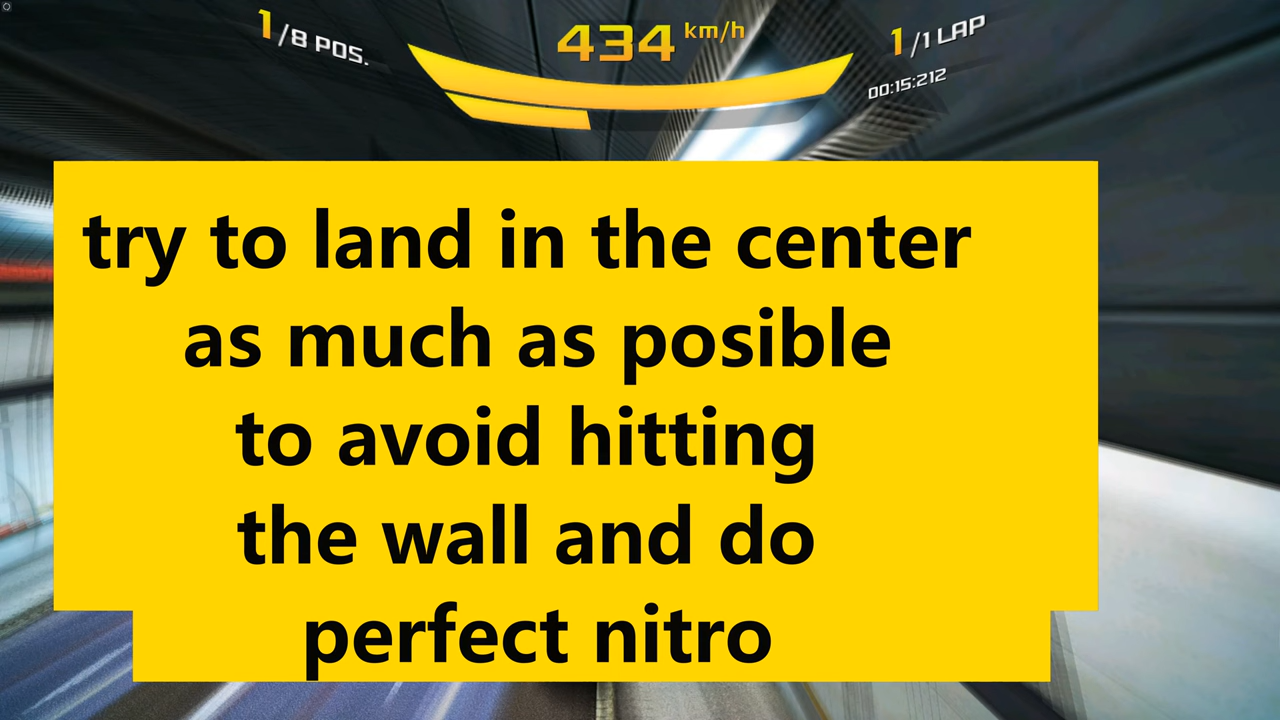 1/8 POS.
434 km/h
1/1 LAP
00:15:212
try to land in the center
as much as posible
to avoid hitting
the wall and do
perfect nitro